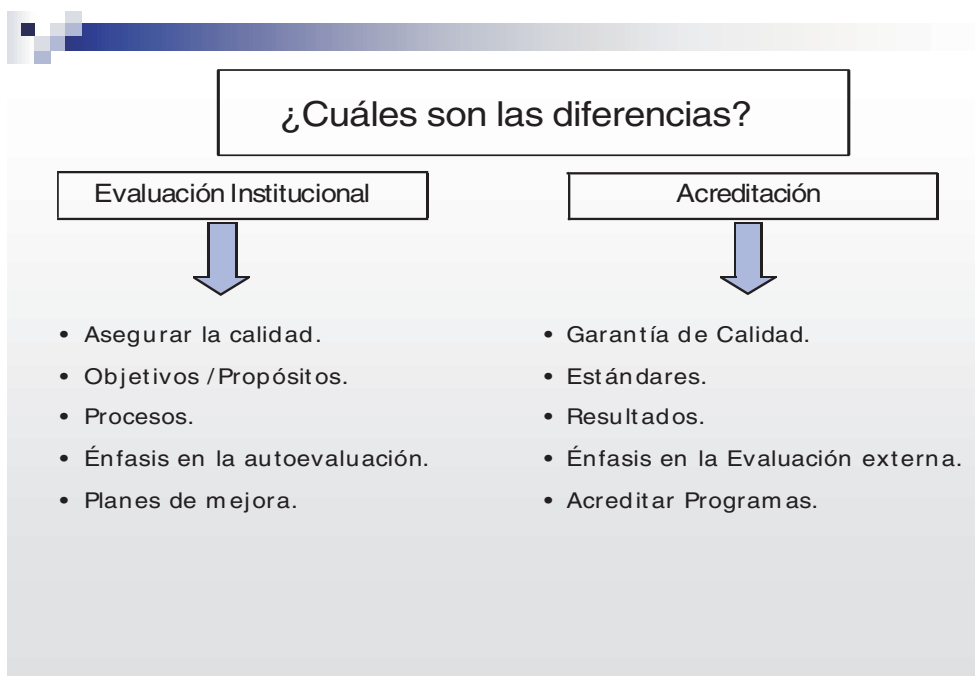 ¿Cuáles son las diferencias?
Evaluación Institucional
• Asegurar la calidad.
• Objetivos /Propósitos.
• Procesos.
• Énfasis en la autoevaluación.
• Planes de mejora.
Acreditación
• Garantía de Calidad.
• Estándares.
• Resultados.
• Énfasis en la Evaluación externa.
• Acreditar Programas.